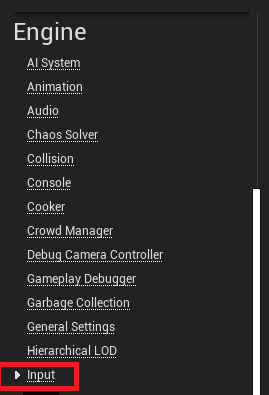 Engine
AI System
Animation
Audio
Chaos Solver
Collision
Console
Cooker
Crowd Manager
Debug Camera Controller
Gameplay Debugger
Garbage Collection
General Settings
Hierarchical LOD
Input